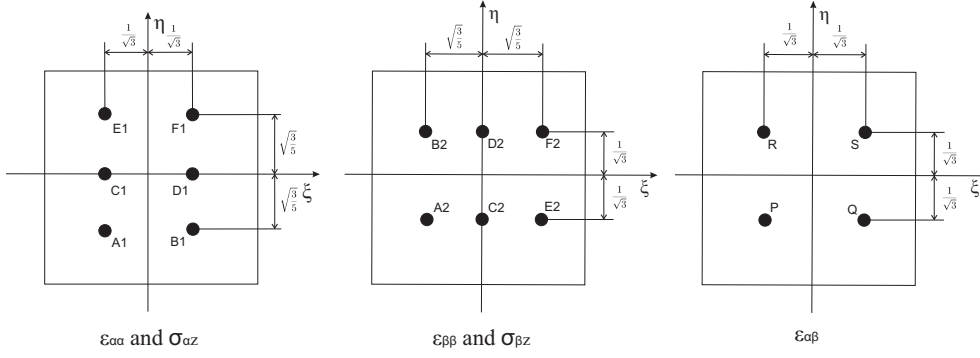 1/√3 η 1/√3
E1 F1
√3/5
C1 D1 ξ
√3/5
A1 B1
εαα and σαz
η
√3/5 √3/5
B2 D2 F2
1/√3
ξ
1/√3
A2 C2 E2
εββ and σβz
η
1/√3 1/√3
R S
1/√3
ξ
1/√3
P Q
εαβ